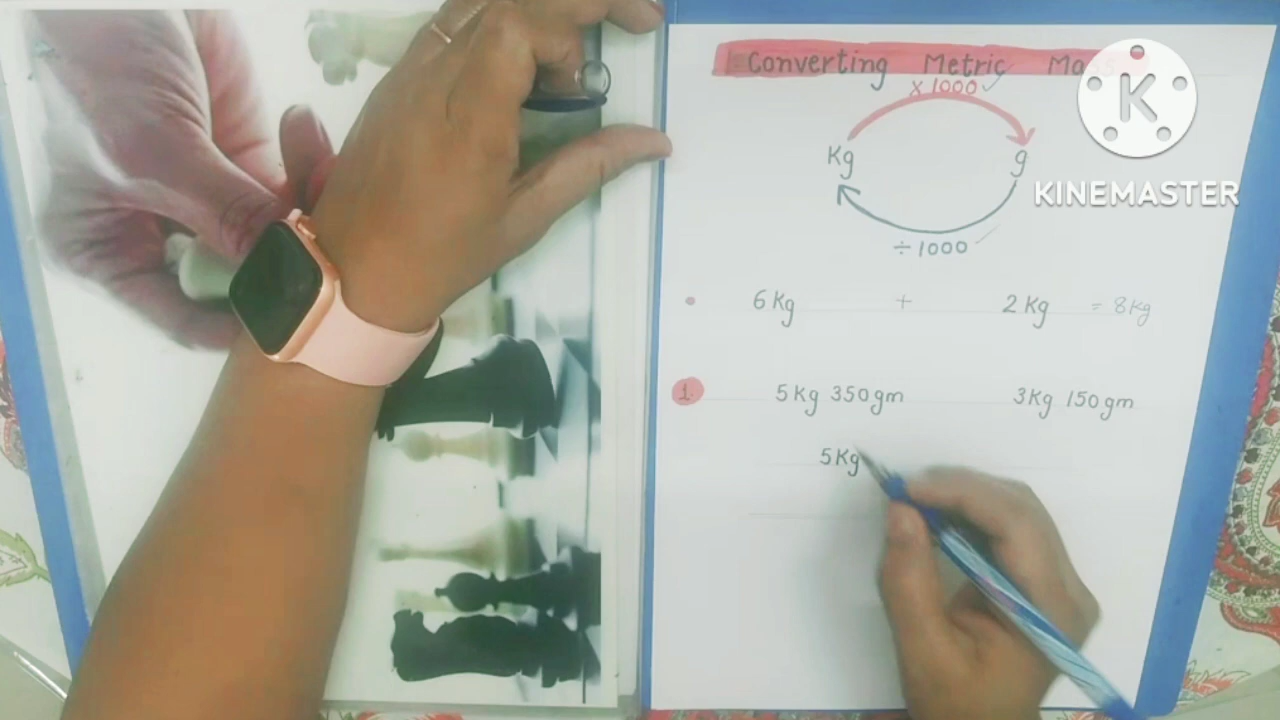 Converting Metric
x 1000
Kg g
÷ 1000
6 Kg + 2 Kg = 8 Kg
1. 5 Kg 350 gm 3 Kg 150 gm
5 Kg
K
KINEMASTER